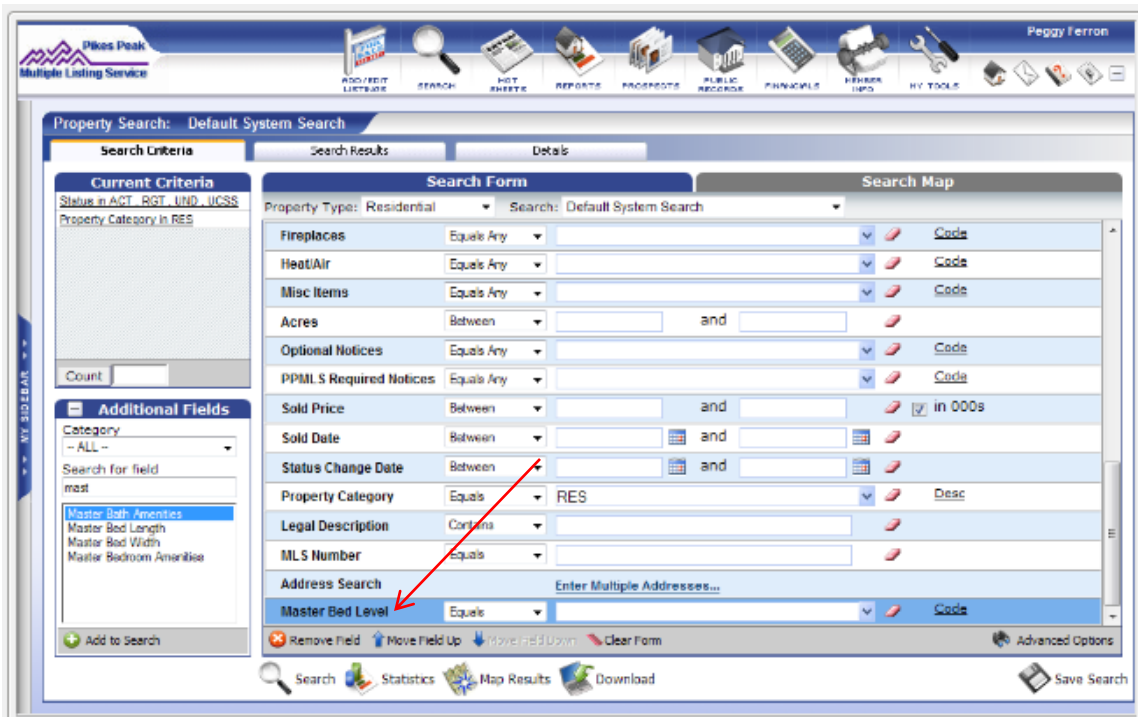 Peggy Ferron
Pikes Peak
Multiple Listing Service
ADD/EDIT LISTINGS
SEARCH
HOT SHEETS
REPORTS
PROSPECTS
PUBLIC RECORDS
FINANCIALS
MEMBER INFO
MY TOOLS
Property Search: Default System Search
Search Criteria Search Results Details
Current Criteria
Status in ACT , RGT , UND , UCSS
Property Category in RES
Count
Additional Fields
Category
-- ALL --
Search for field
mast
Master Bath Amenities
Master Bed Length
Master Bed Width
Master Bedroom Amenities
Add to Search
MY SIDEBAR
Search Form Search Map
Property Type: Residential Search: Default System Search
Fireplaces Equals Any Code
Heat/Air Equals Any Code
Misc Items Equals Any Code
Acres Between and
Optional Notices Equals Any Code
PPMLS Required Notices Equals Any Code
Sold Price Between and in 000s
Sold Date Between and
Status Change Date Between and
Property Category Equals RES Desc
Legal Description Contains
MLS Number Equals
Address Search Enter Multiple Addresses...
Master Bed Level Equals Code
Remove Field Move Field Up Move Field Down Clear Form Advanced Options
Search Statistics Map Results Download Save Search